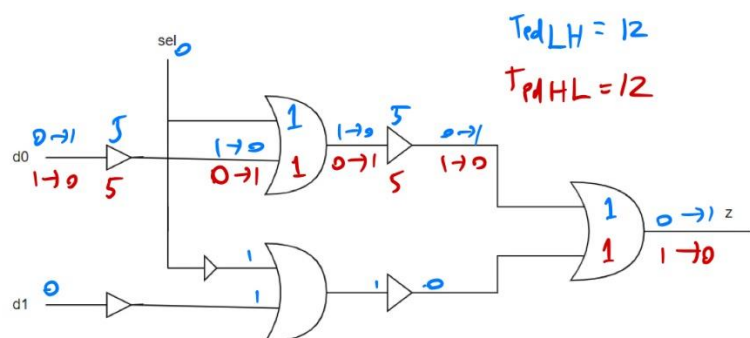 TpdLH = 12
TpdHL = 12
sel 0
0→1 5 1 1→0 5 0→1
d0
1→0 5 1→0 0→1 1 0→1 5 1→0
1 0→1 z
1 1→0
1
d1 0 1 1 0